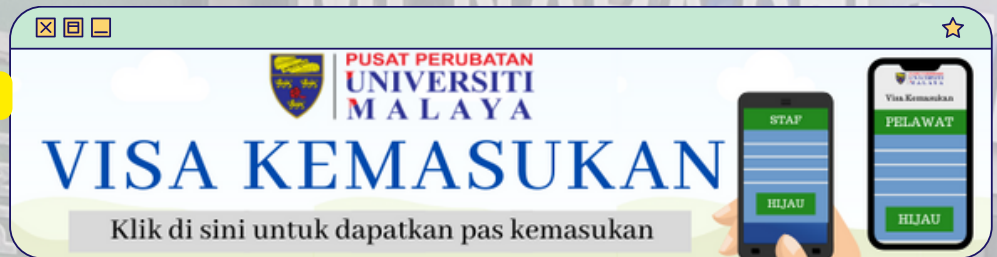 PUSAT PERUBATAN
UNIVERSITI
MALAYA
VISA KEMASUKAN
Klik di sini untuk dapatkan pas kemasukan
STAF
HIJAU
Visa Kemasukan
PELAWAT
HIJAU